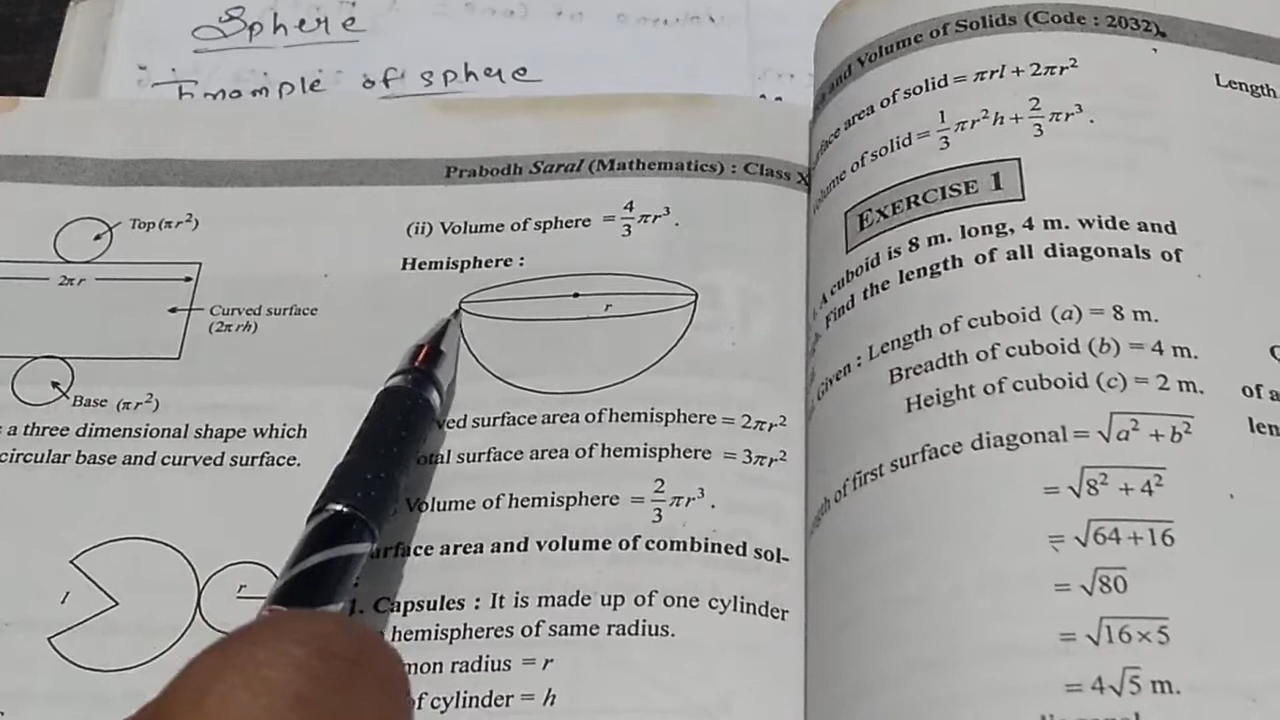 Sphere
of sphere
Prabodh Saral (Mathematics) : Class X
Top (πr²)
2πr
Curved surface
(2πrh)
Base (πr²)
a three dimensional shape which
circular base and curved surface.
l
r
(ii) Volume of sphere = 4/3 πr³.
Hemisphere :
r
surface area of hemisphere = 2πr²
surface area of hemisphere = 3πr²
Volume of hemisphere = 2/3 πr³.
area and volume of combined sol-
:
1. Capsules : It is made up of one cylinder
hemispheres of same radius.
radius = r
cylinder = h
and Volume of Solids (Code : 2032)
area of solid = πrl + 2πr²
of solid = 1/3 πr²h + 2/3 πr³.
EXERCISE 1
A cuboid is 8 m. long, 4 m. wide and
Find the length of all diagonals of
Given : Length of cuboid (a) = 8 m.
Breadth of cuboid (b) = 4 m.
Height of cuboid (c) = 2 m.
of first surface diagonal = √a² + b²
= √8² + 4²
= √64 + 16
= √80
= √16 × 5
= 4√5 m.
Length
of a
len